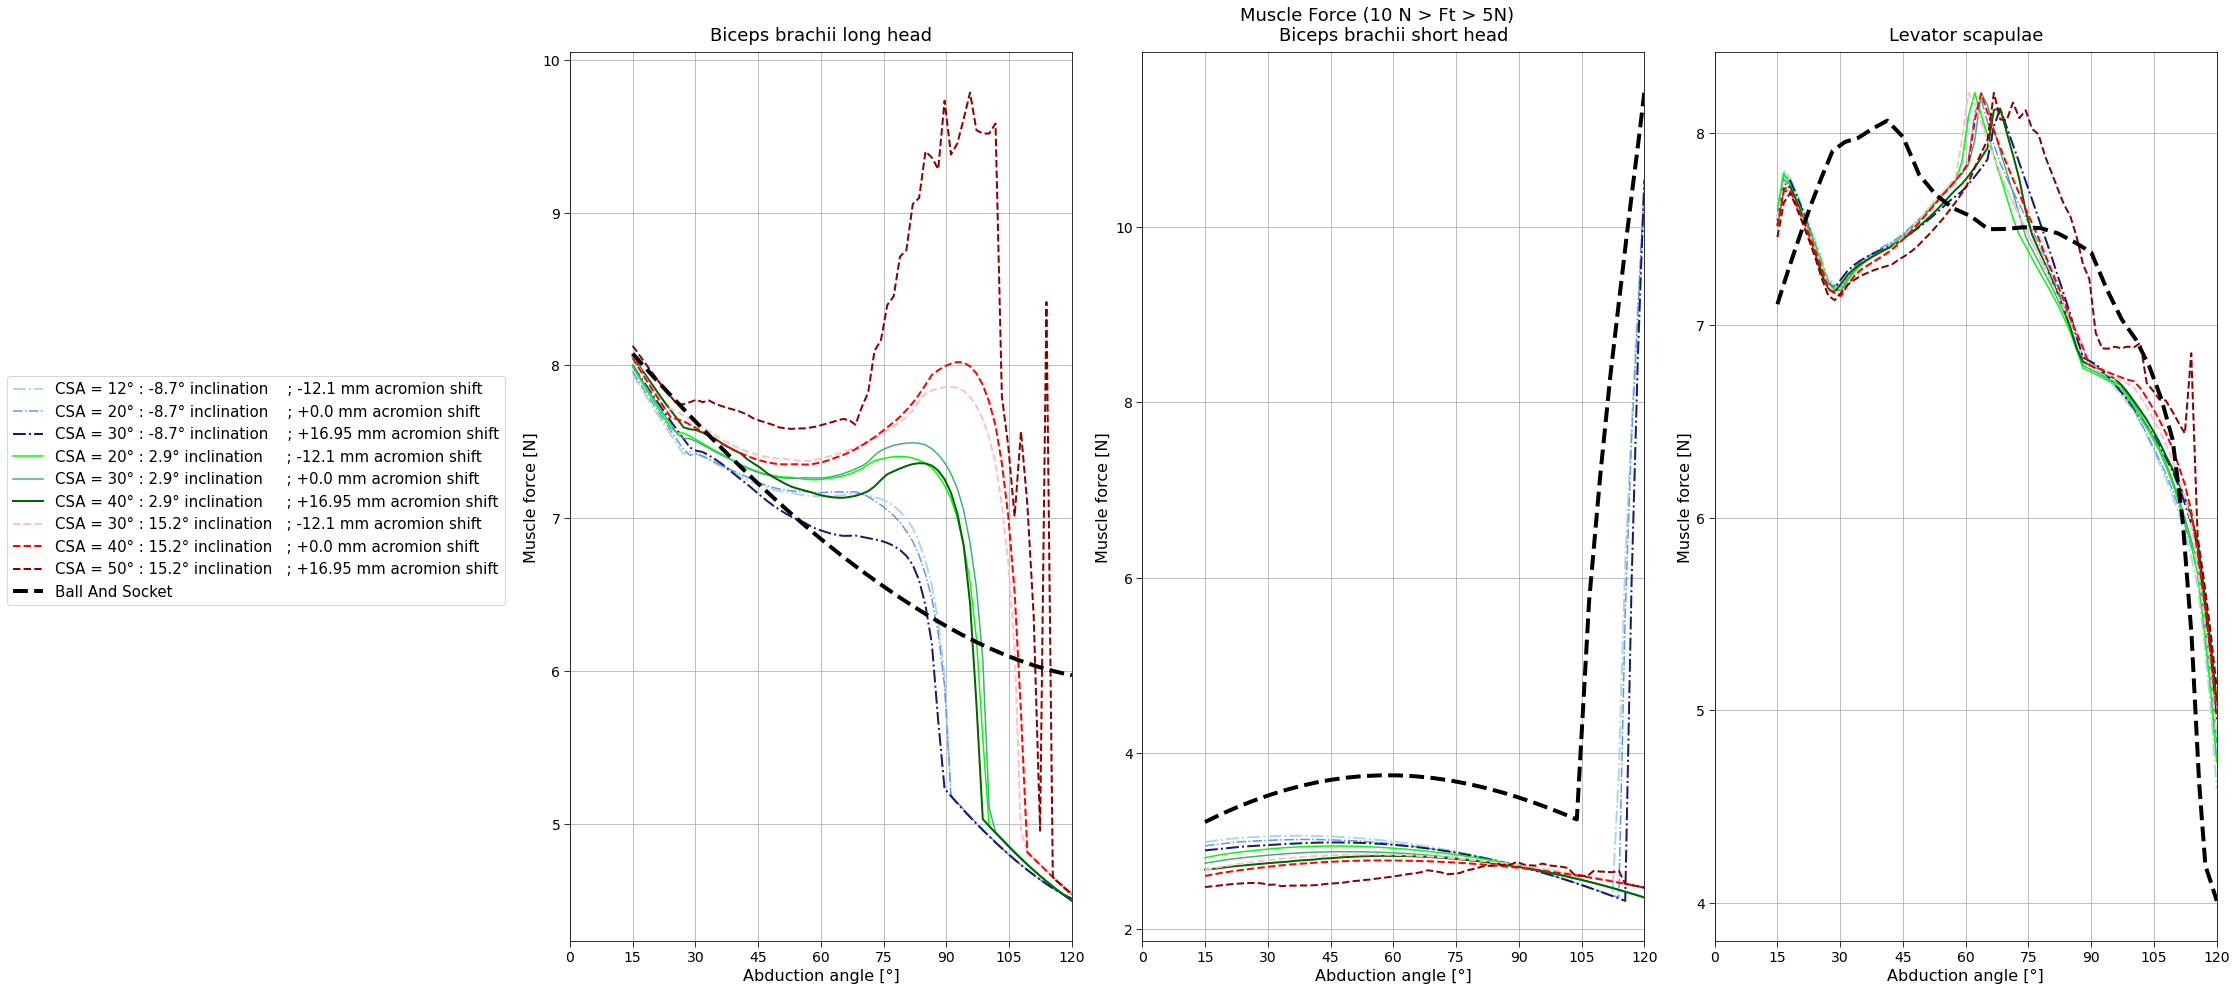 Muscle Force (10 N > Ft > 5N)
Biceps brachii long head
Biceps brachii short head
Levator scapulae
CSA = 12° : -8.7° inclination ; -12.1 mm acromion shift
CSA = 20° : -8.7° inclination ; +0.0 mm acromion shift
CSA = 30° : -8.7° inclination ; +16.95 mm acromion shift
CSA = 20° : 2.9° inclination ; -12.1 mm acromion shift
CSA = 30° : 2.9° inclination ; +0.0 mm acromion shift
CSA = 40° : 2.9° inclination ; +16.95 mm acromion shift
CSA = 30° : 15.2° inclination ; -12.1 mm acromion shift
CSA = 40° : 15.2° inclination ; +0.0 mm acromion shift
CSA = 50° : 15.2° inclination ; +16.95 mm acromion shift
Ball And Socket
Muscle force [N]
10
9
8
7
6
5
0 15 30 45 60 75 90 105 120
Abduction angle [°]
Muscle force [N]
10
8
6
4
2
0 15 30 45 60 75 90 105 120
Abduction angle [°]
Muscle force [N]
8
7
6
5
4
0 15 30 45 60 75 90 105 120
Abduction angle [°]